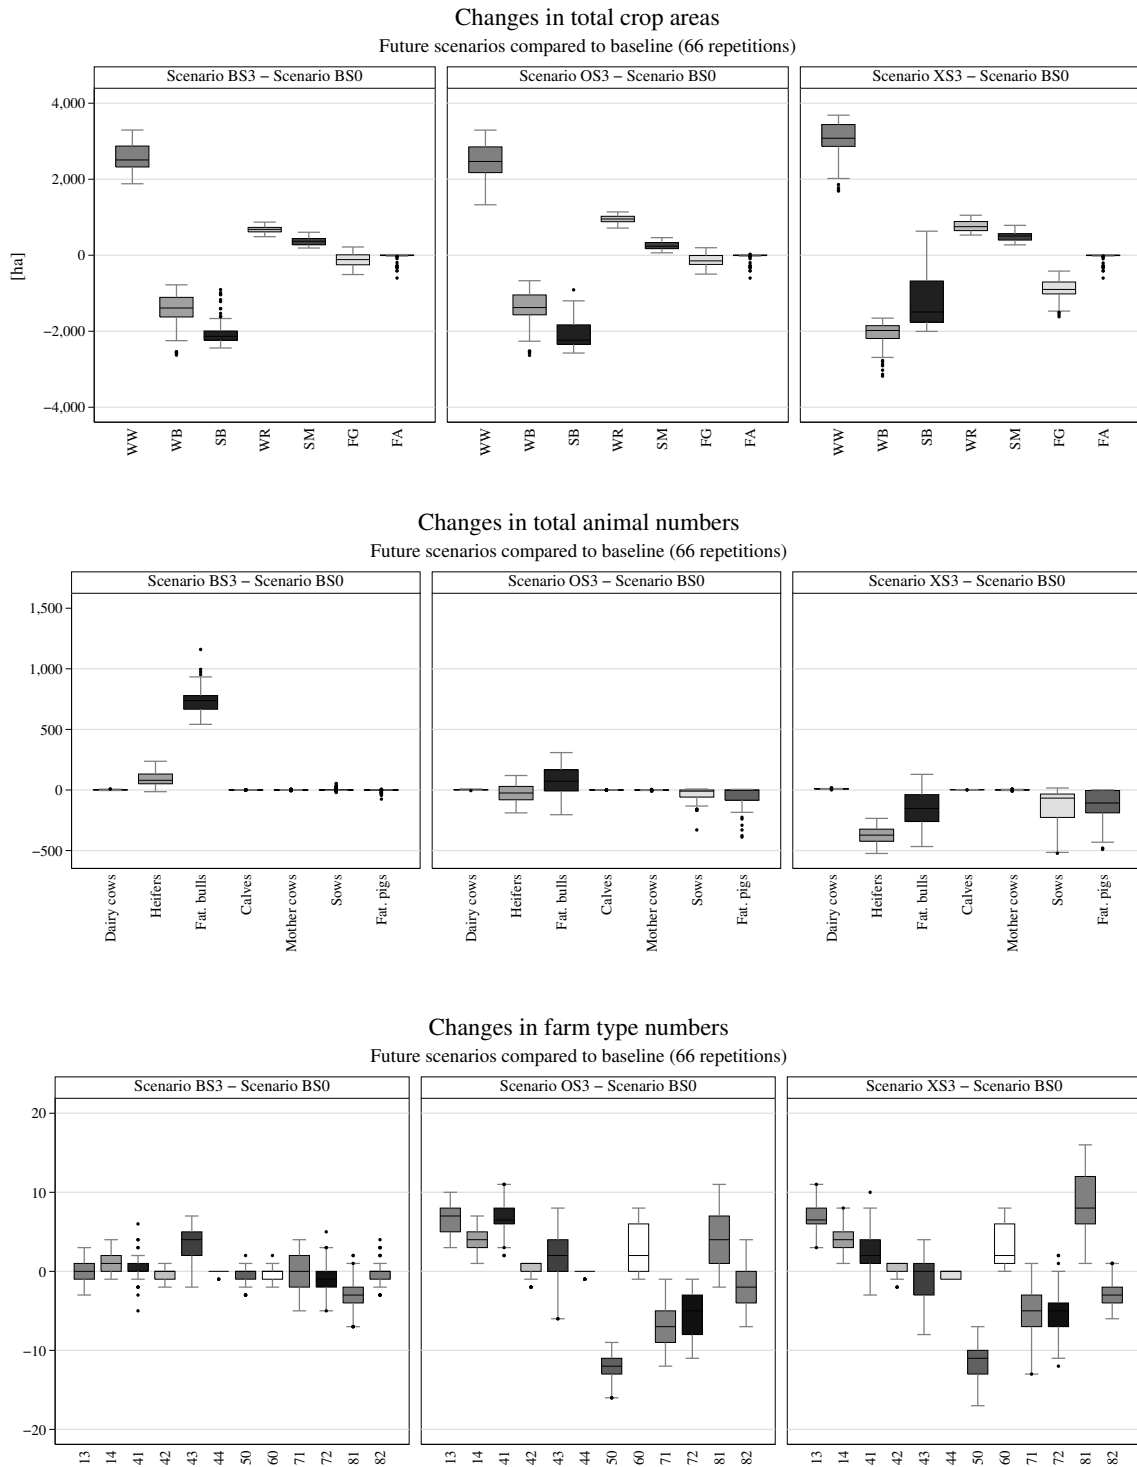 Changes in total crop areas
Future scenarios compared to baseline (66 repetitions)
Scenario BS3 − Scenario BS0 Scenario OS3 − Scenario BS0 Scenario XS3 − Scenario BS0
4,000
2,000
0
−2,000
−4,000
[ha]
WW WB SB WR SM FG FA WW WB SB WR SM FG FA WW WB SB WR SM FG FA
Changes in total animal numbers
Future scenarios compared to baseline (66 repetitions)
Scenario BS3 − Scenario BS0 Scenario OS3 − Scenario BS0 Scenario XS3 − Scenario BS0
1,500
1,000
500
0
−500
Dairy cows Heifers Fat. bulls Calves Mother cows Sows Fat. pigs Dairy cows Heifers Fat. bulls Calves Mother cows Sows Fat. pigs Dairy cows Heifers Fat. bulls Calves Mother cows Sows Fat. pigs
Changes in farm type numbers
Future scenarios compared to baseline (66 repetitions)
Scenario BS3 − Scenario BS0 Scenario OS3 − Scenario BS0 Scenario XS3 − Scenario BS0
20
10
0
−10
−20
13 14 41 42 43 44 50 60 71 72 81 82 13 14 41 42 43 44 50 60 71 72 81 82 13 14 41 42 43 44 50 60 71 72 81 82